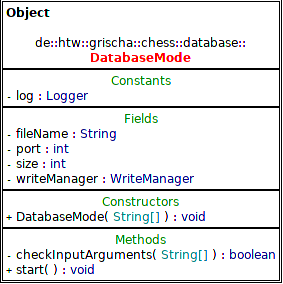 Object
de::htw::grischa::chess::database::
DatabaseMode
Constants
- log : Logger
Fields
- fileName : String
- port : int
- size : int
- writeManager : WriteManager
Constructors
+ DatabaseMode( String[] ) : void
Methods
- checkInputArguments( String[] ) : boolean
+ start( ) : void